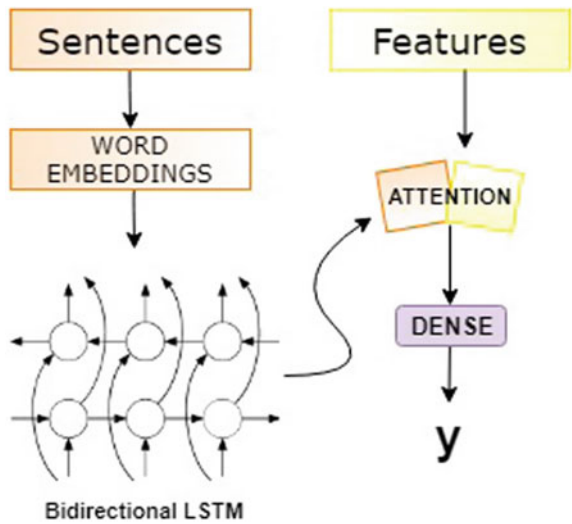 Sentences
WORD
EMBEDDINGS
Bidirectional LSTM
Features
ATTENTION
DENSE
y